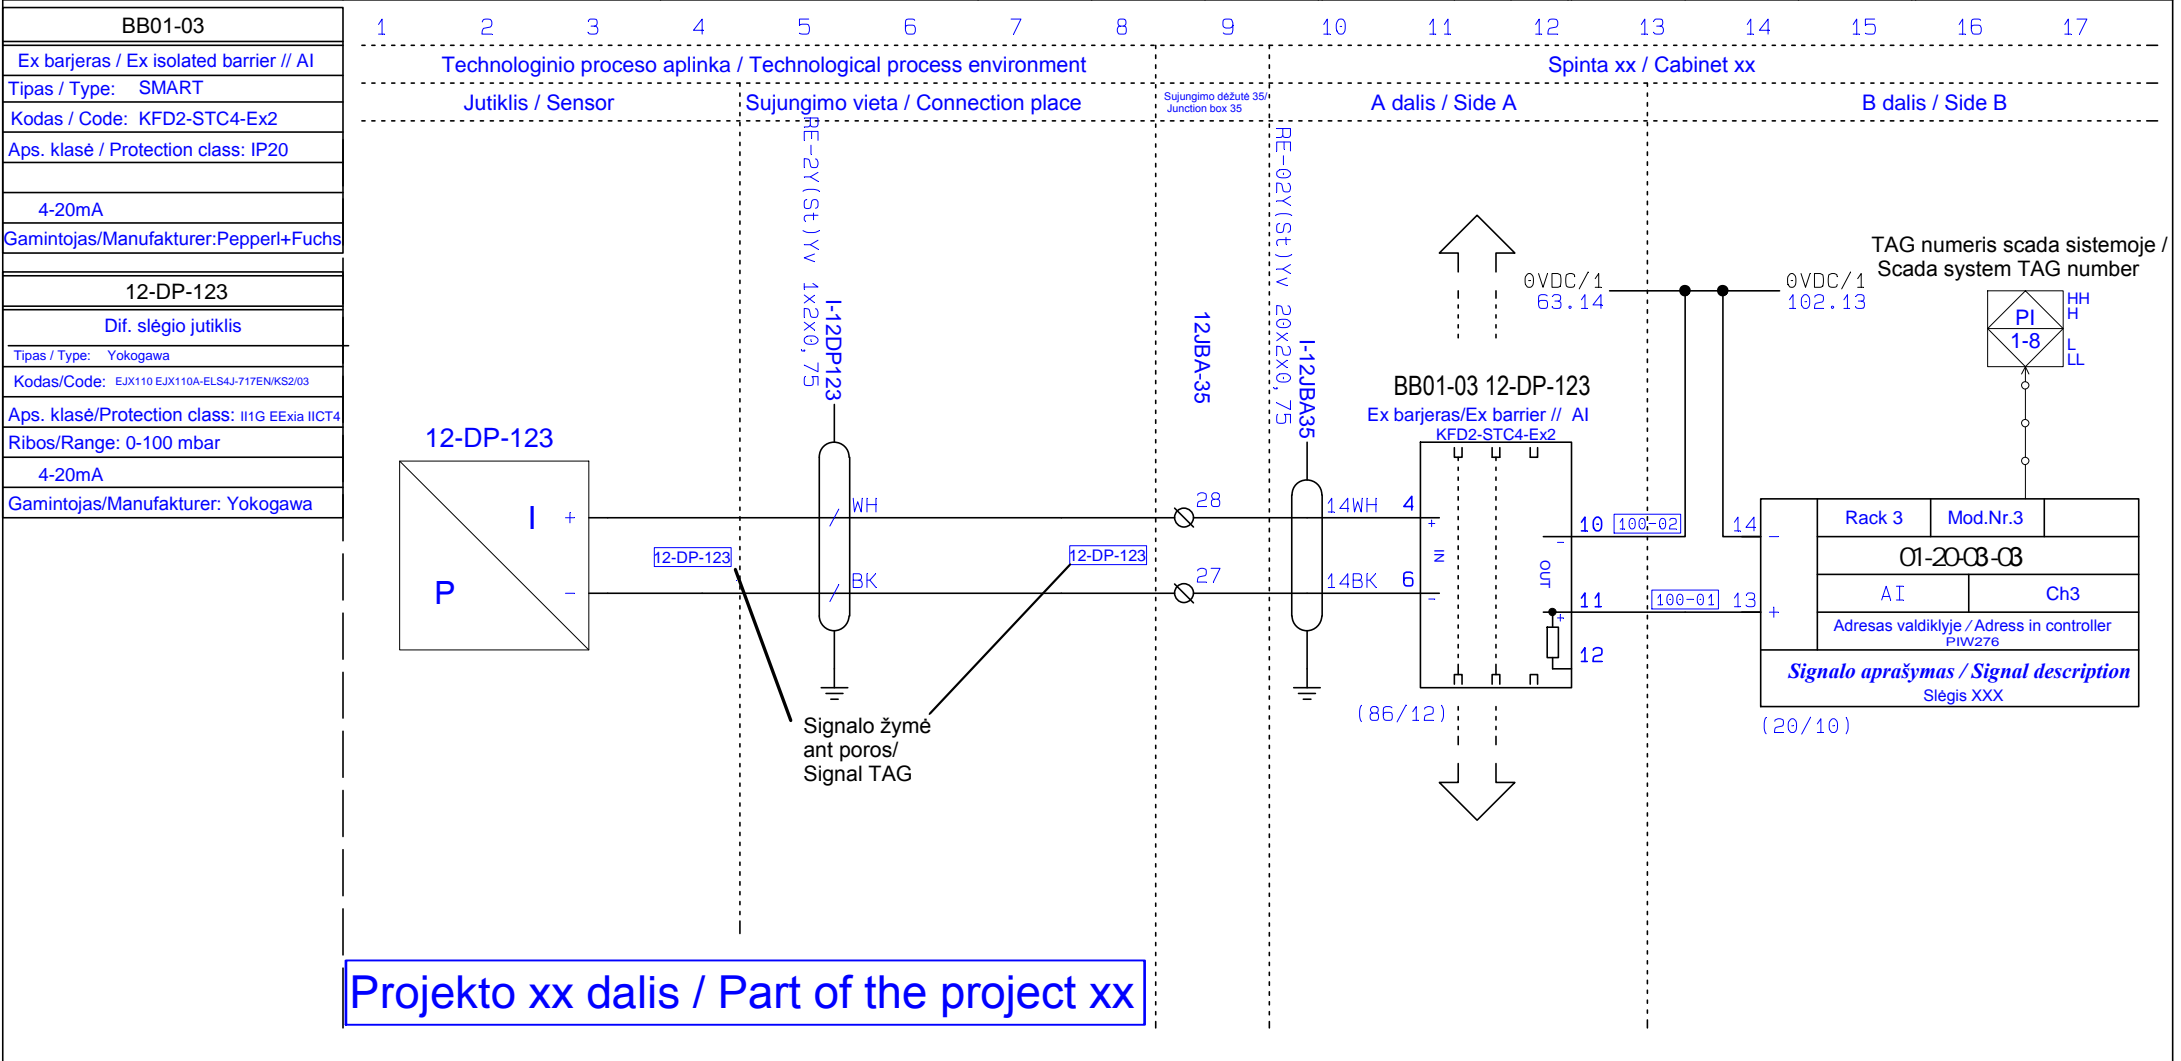 BB01-03
Ex barjeras / Ex isolated barrier // AI
Tipas / Type: SMART
Kodas / Code: KFD2-STC4-Ex2
Aps. klasė / Protection class: IP20
4-20mA
Gamintojas/Manufakturer:Pepperl+Fuchs
12-DP-123
Dif. slėgio jutiklis
Tipas / Type: Yokogawa
Kodas/Code: EJX110 EJX110A-ELS4J-717EN/KS2/03
Aps. klasė/Protection class: II1G EExia IICT4
Ribos/Range: 0-100 mbar
4-20mA
Gamintojas/Manufakturer: Yokogawa
1 2 3 4 5 6 7 8 9 10 11 12 13 14 15 16 17
Technologinio proceso aplinka / Technological process environment
Spinta xx / Cabinet xx
Jutiklis / Sensor
Sujungimo vieta / Connection place
Sujungimo dėžutė 35/
Junction box 35
A dalis / Side A
B dalis / Side B
12-DP-123
I
P
+
-
12-DP-123
RE-2Y(St)Yv 1x2x0,75
I-12DP123
WH
BK
12-DP-123
Signalo žymė
ant poros/
Signal TAG
12JBA-35
28
27
RE-02Y(St)Yv 20x2x0,75
I-12JBA35
14WH
14BK
0VDC/1
63.14
0VDC/1
102.13
BB01-03 12-DP-123
Ex barjeras/Ex barrier // AI
KFD2-STC4-Ex2
4
+
IN
6
-
10
-
OUT
11
+
12
100-02
100-01
(86/12)
TAG numeris scada sistemoje /
Scada system TAG number
PI
1-8
HH
H
L
LL
14
-
13
+
Rack 3
Mod.Nr.3
01-20-03-03
AI
Ch3
Adresas valdiklyje / Adress in controller
PIW276
Signalo aprašymas / Signal description
Slėgis XXX
(20/10)
Projekto xx dalis / Part of the project xx